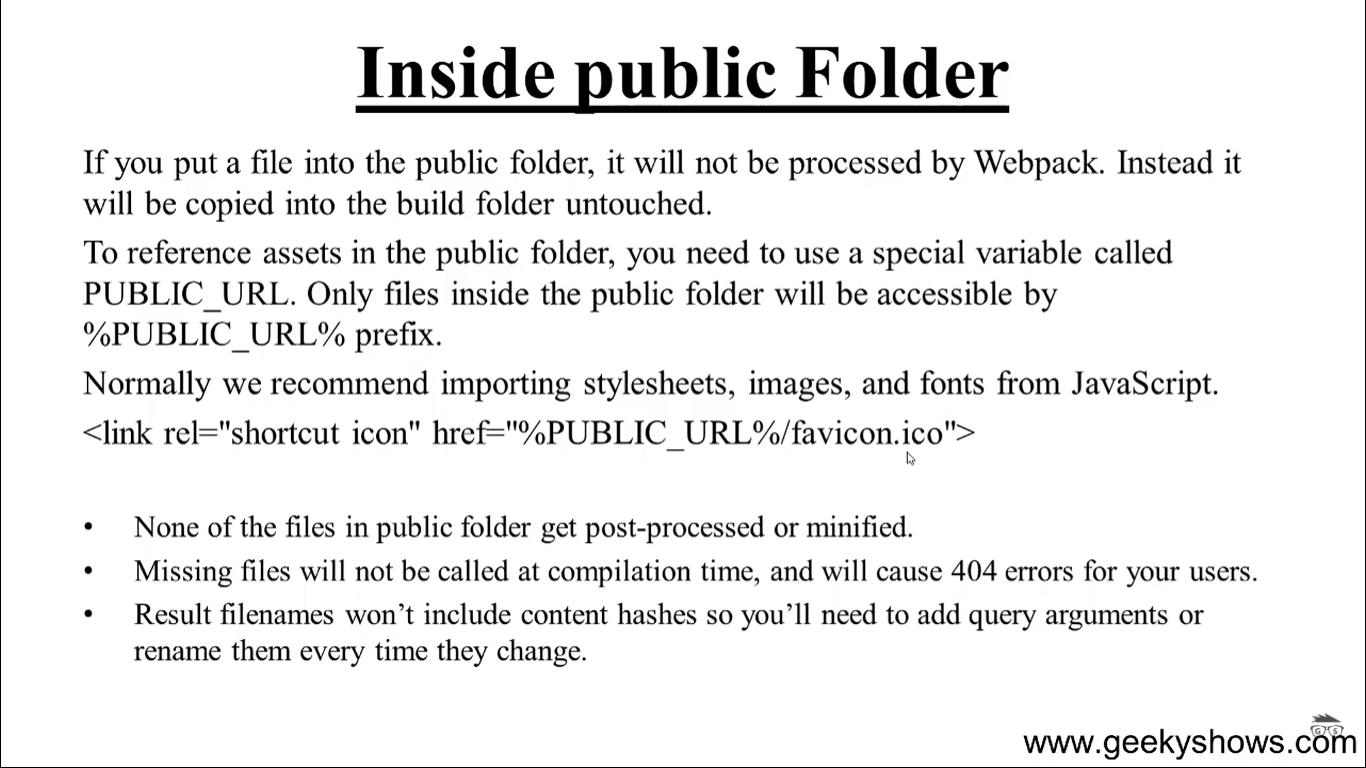 Inside public Folder
If you put a file into the public folder, it will not be processed by Webpack. Instead it
will be copied into the build folder untouched.
To reference assets in the public folder, you need to use a special variable called
PUBLIC_URL. Only files inside the public folder will be accessible by
%PUBLIC_URL% prefix.
Normally we recommend importing stylesheets, images, and fonts from JavaScript.
<link rel="shortcut icon" href="%PUBLIC_URL%/favicon.ico">
• None of the files in public folder get post-processed or minified.
• Missing files will not be called at compilation time, and will cause 404 errors for your users.
• Result filenames won’t include content hashes so you’ll need to add query arguments or
rename them every time they change.
GS
www.geekyshows.com